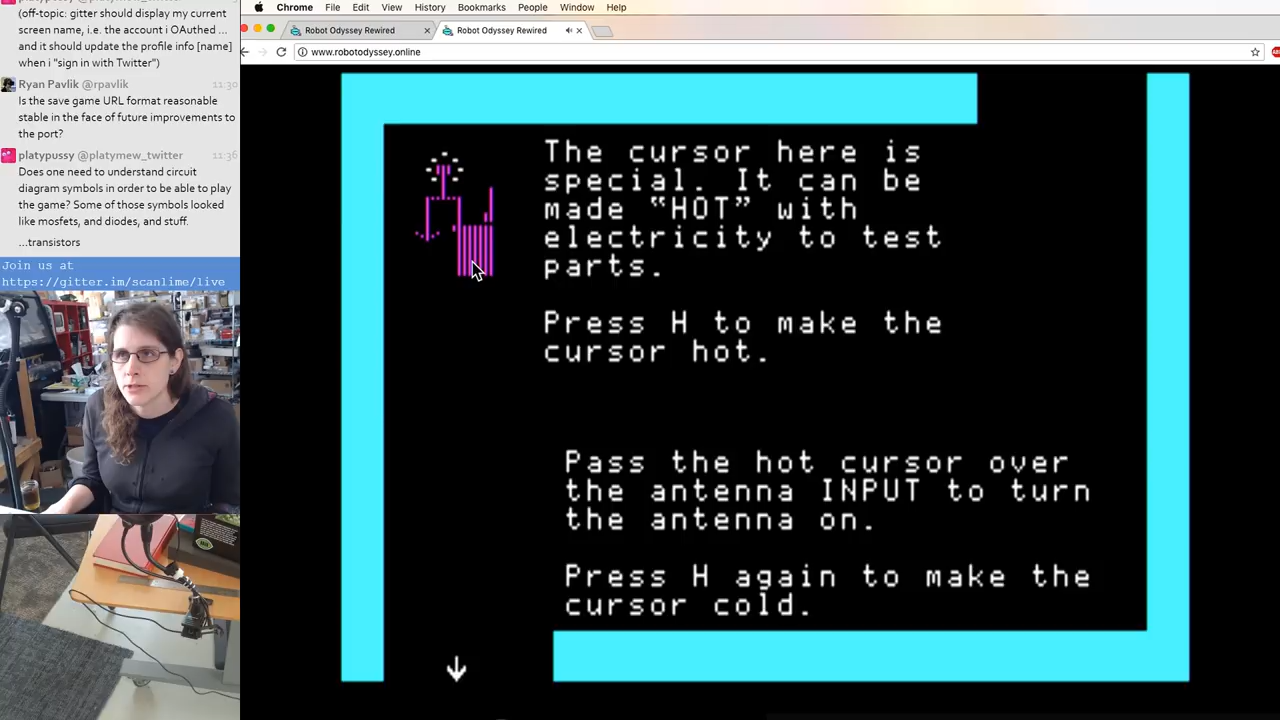 Chrome File Edit View History Bookmarks People Window Help
Robot Odyssey Rewired × Robot Odyssey Rewired ×
www.robotodyssey.online
(off-topic: gitter should display my current
screen name, i.e. the account i OAuthed ...
and it should update the profile info [name]
when i "sign in with Twitter")
Ryan Pavlik @rpavlik 11:30
Is the save game URL format reasonable
stable in the face of future improvements to
the port?
platypussy @platymew_twitter 11:36
Does one need to understand circuit
diagram symbols in order to be able to play
the game? Some of those symbols looked
like mosfets, and diodes, and stuff.
...transistors
Join us at
https://gitter.im/scanlime/live
The cursor here is
special. It can be
made "HOT" with
electricity to test
parts.
Press H to make the
cursor hot.
Pass the hot cursor over
the antenna INPUT to turn
the antenna on.
Press H again to make the
cursor cold.